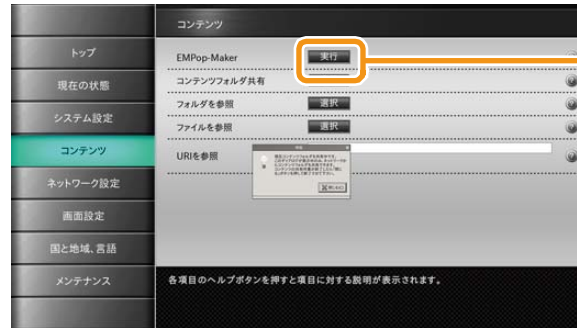 コンテンツ
トップ
現在の状態
システム設定
コンテンツ
ネットワーク設定
画面設定
国と地域、言語
メンテナンス
EMPop-Maker
実行
コンテンツフォルダ共有
フォルダを参照
選択
ファイルを参照
選択
URIを参照
各項目のヘルプボタンを押すと項目に対する説明が表示されます。